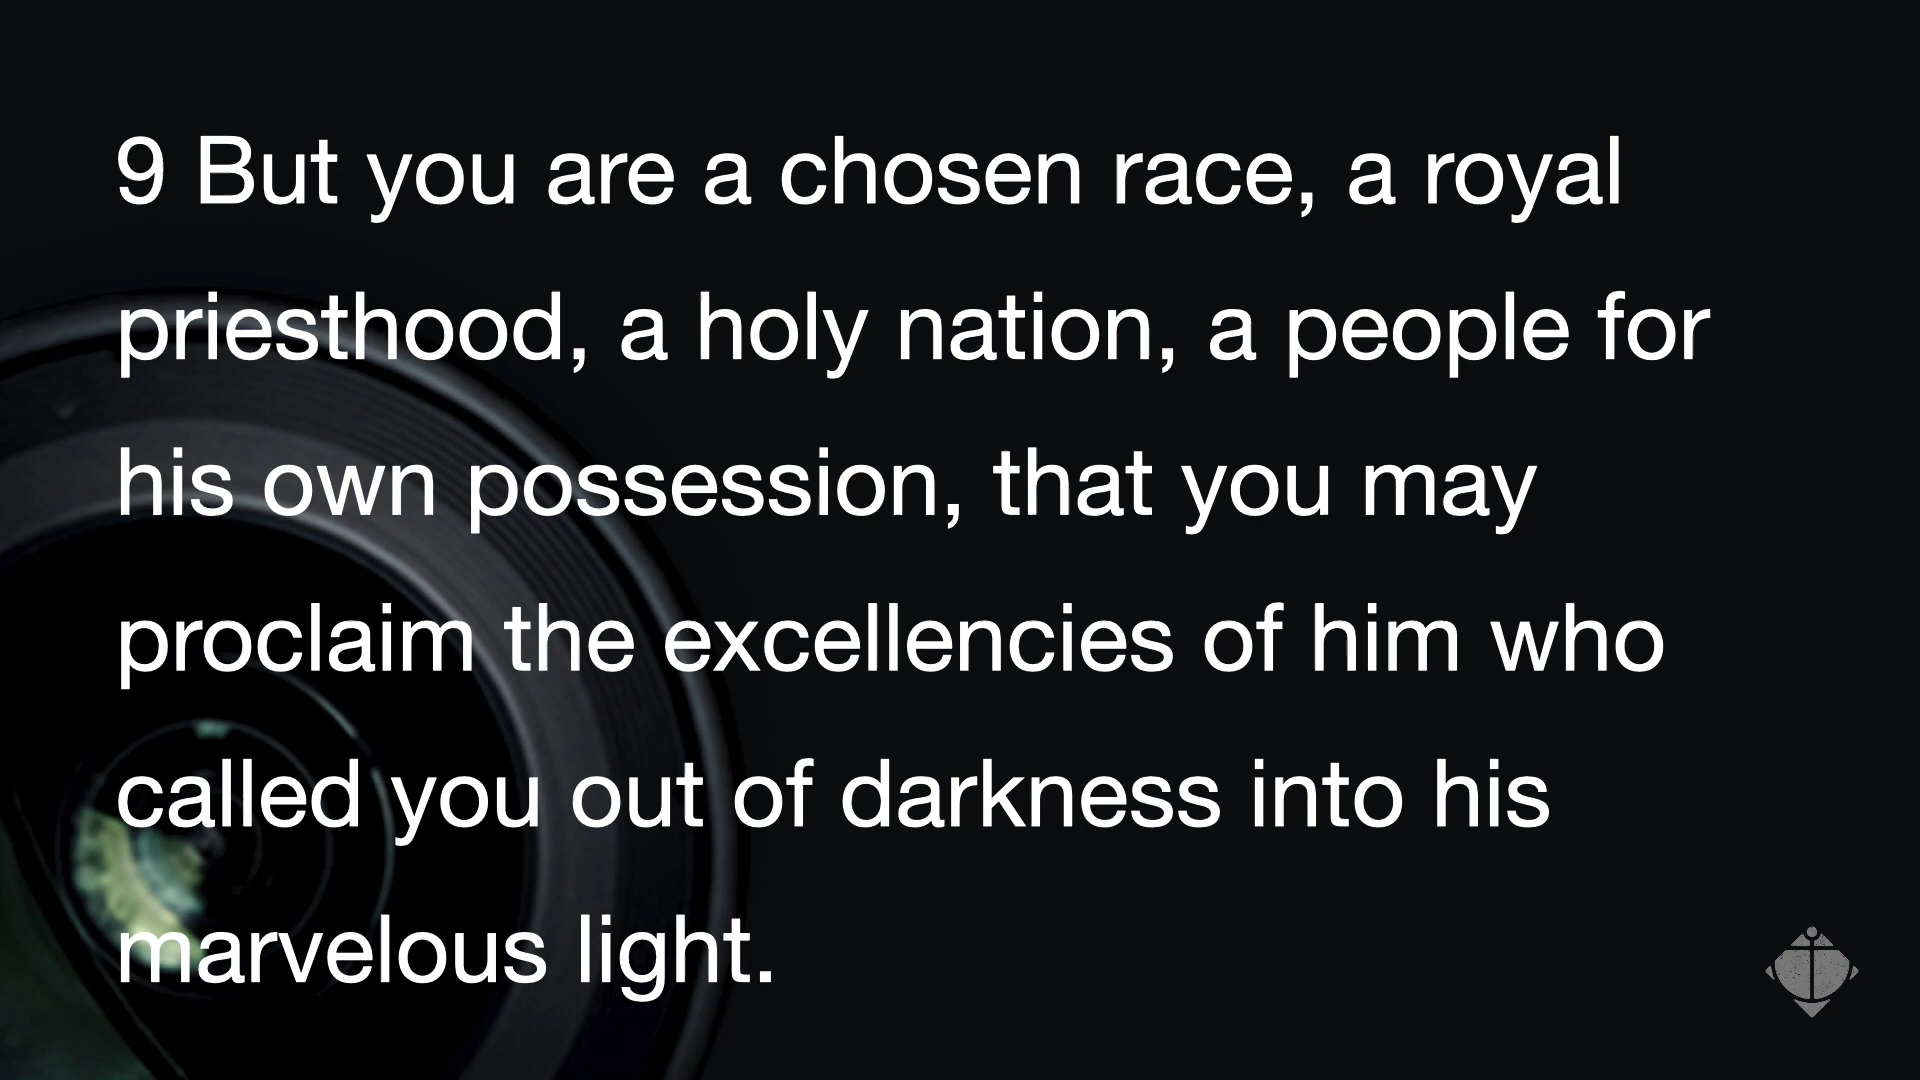 9 But you are a chosen race, a royal
priesthood, a holy nation, a people for
his own possession, that you may
proclaim the excellencies of him who
called you out of darkness into his
marvelous light.